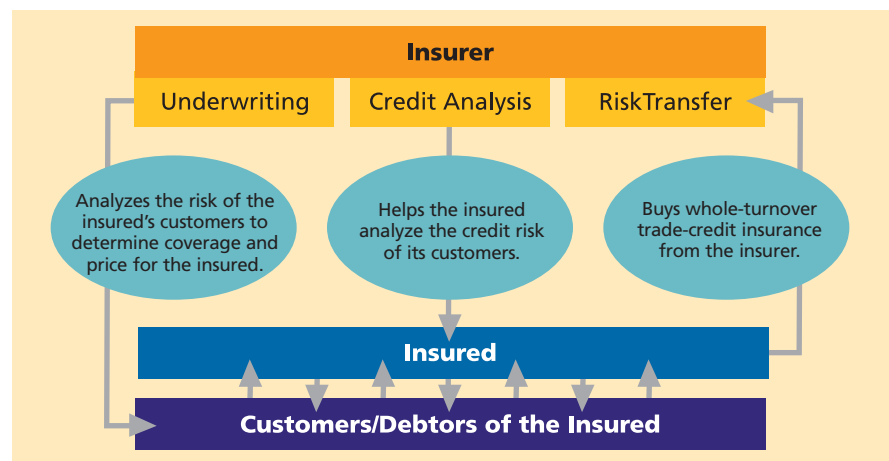 Insurer
Underwriting
Credit Analysis
RiskTransfer
Analyzes the risk of the
insured's customers to
determine coverage and
price for the insured.
Helps the insured
analyze the credit risk
of its customers.
Buys whole-turnover
trade-credit insurance
from the insurer.
Insured
Customers/Debtors of the Insured